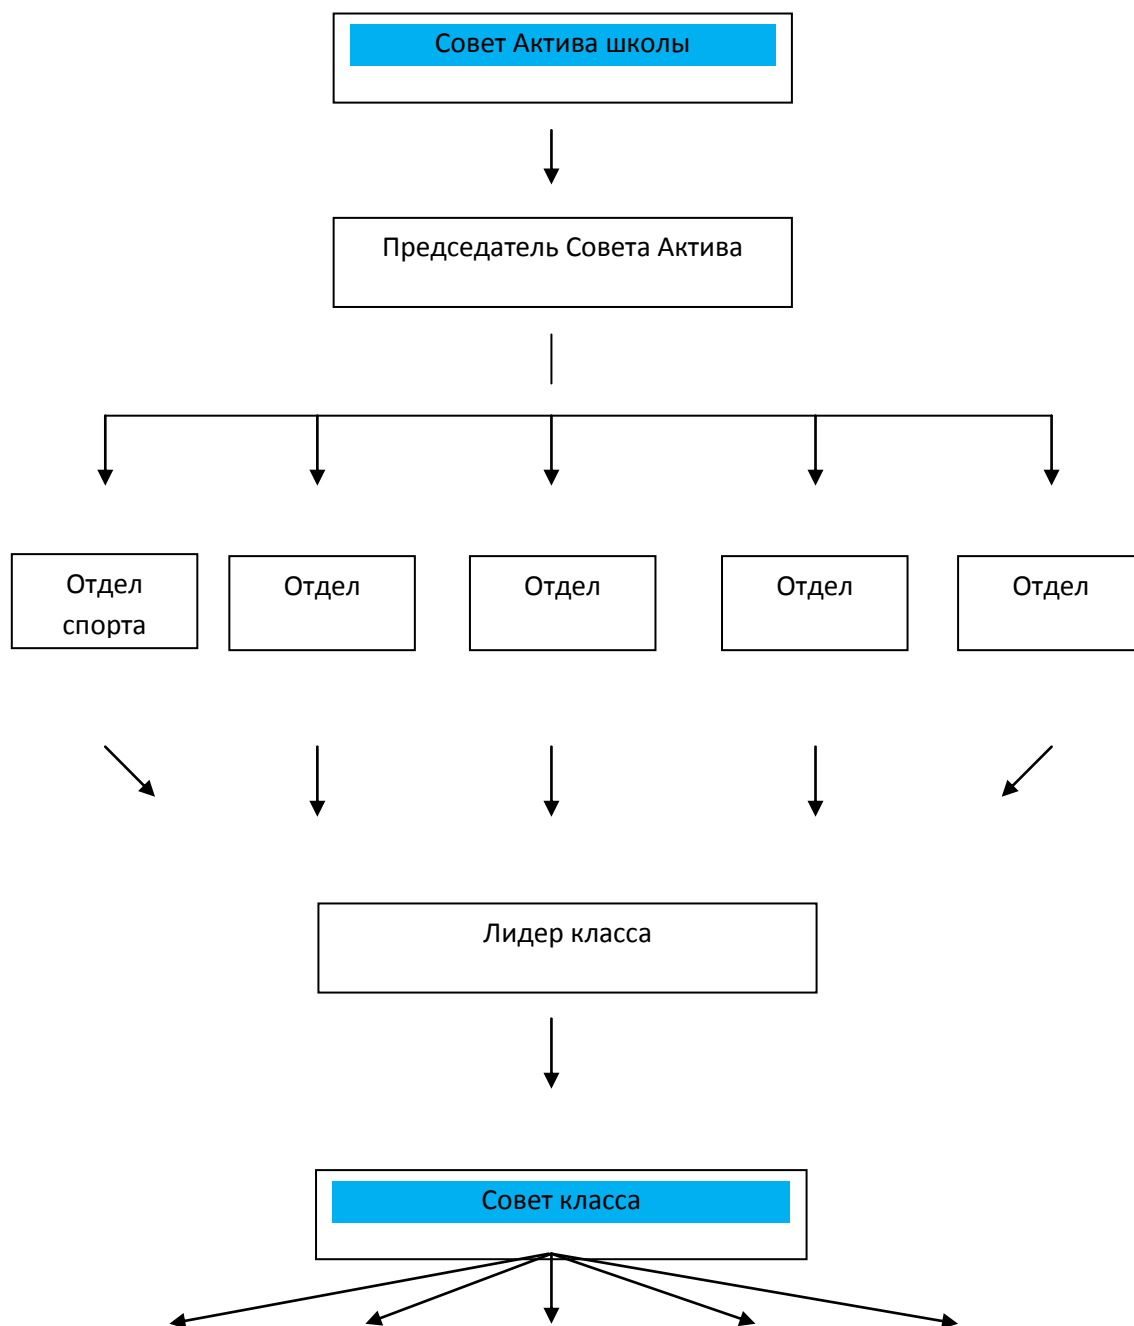 Совет Актива школы
Председатель Совета Актива
Отдел
спорта
Отдел
Отдел
Отдел
Отдел
Лидер класса
Совет класса